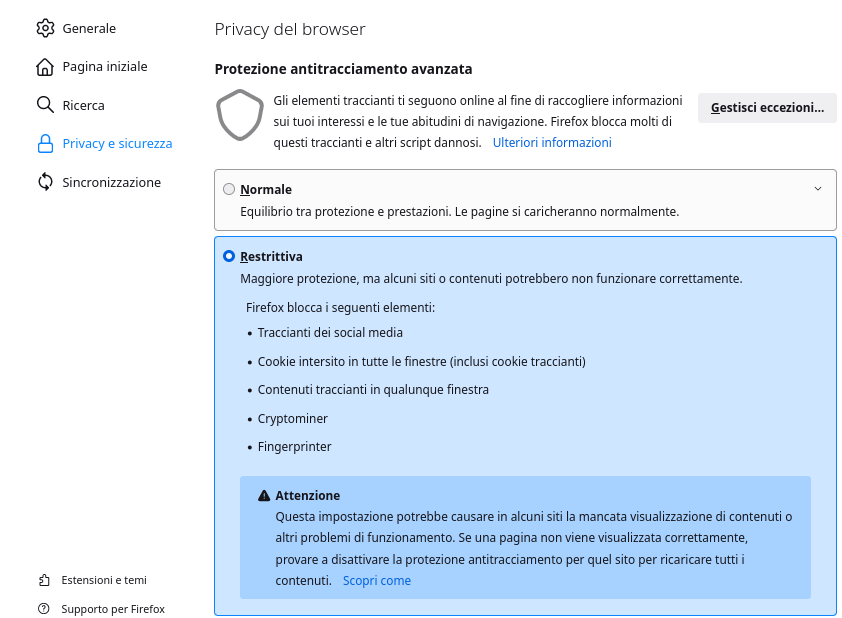 Generale
Pagina iniziale
Ricerca
Privacy e sicurezza
Sincronizzazione
Estensioni e temi
Supporto per Firefox
Privacy del browser
Protezione antitracciamento avanzata
Gli elementi traccianti ti seguono online al fine di raccogliere informazioni
sui tuoi interessi e le tue abitudini di navigazione. Firefox blocca molti di
questi traccianti e altri script dannosi. Ulteriori informazioni
Gestisci eccezioni...
Normale
Equilibrio tra protezione e prestazioni. Le pagine si caricheranno normalmente.
Restrittiva
Maggiore protezione, ma alcuni siti o contenuti potrebbero non funzionare correttamente.
Firefox blocca i seguenti elementi:
• Traccianti dei social media
• Cookie intersito in tutte le finestre (inclusi cookie traccianti)
• Contenuti traccianti in qualunque finestra
• Cryptominer
• Fingerprinter
Attenzione
Questa impostazione potrebbe causare in alcuni siti la mancata visualizzazione di contenuti o
altri problemi di funzionamento. Se una pagina non viene visualizzata correttamente,
provare a disattivare la protezione antitracciamento per quel sito per ricaricare tutti i
contenuti. Scopri come